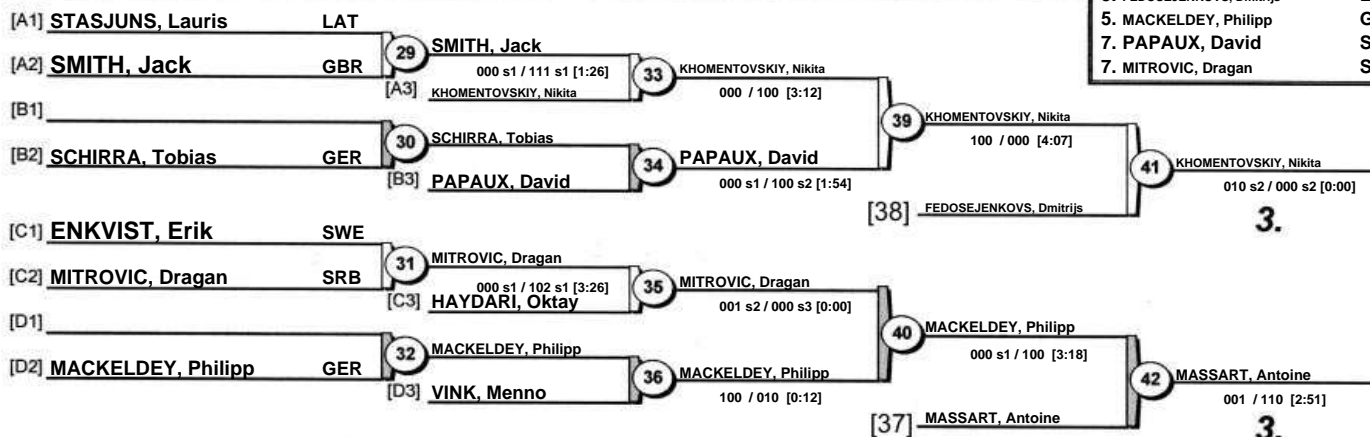 5. MACKELDEY, Philipp G
7. PAPAUX, David S
7. MITROVIC, Dragan S
[A1] STASJUNS, Lauris LAT
29 SMITH, Jack
[A2] SMITH, Jack GBR
000 s1 / 111 s1 [1:26]
33 KHOMENTOVSKIY, Nikita
[A3] KHOMENTOVSKIY, Nikita
000 / 100 [3:12]
[B1]
39 KHOMENTOVSKIY, Nikita
30 SCHIRRA, Tobias
100 / 000 [4:07]
[B2] SCHIRRA, Tobias GER
34 PAPAUX, David
41 KHOMENTOVSKIY, Nikita
[B3] PAPAUX, David
000 s1 / 100 s2 [1:54]
010 s2 / 000 s2 [0:00]
[38] FEDOSEJENKOVS, Dmitrijs
3.
[C1] ENKVIST, Erik SWE
31 MITROVIC, Dragan
[C2] MITROVIC, Dragan SRB
000 s1 / 102 s1 [3:26]
35 MITROVIC, Dragan
[C3] HAYDARI, Oktay
001 s2 / 000 s3 [0:00]
[D1]
40 MACKELDEY, Philipp
32 MACKELDEY, Philipp
000 s1 / 100 [3:18]
[D2] MACKELDEY, Philipp GER
36 MACKELDEY, Philipp
42 MASSART, Antoine
[D3] VINK, Menno
100 / 010 [0:12]
001 / 110 [2:51]
[37] MASSART, Antoine
3.